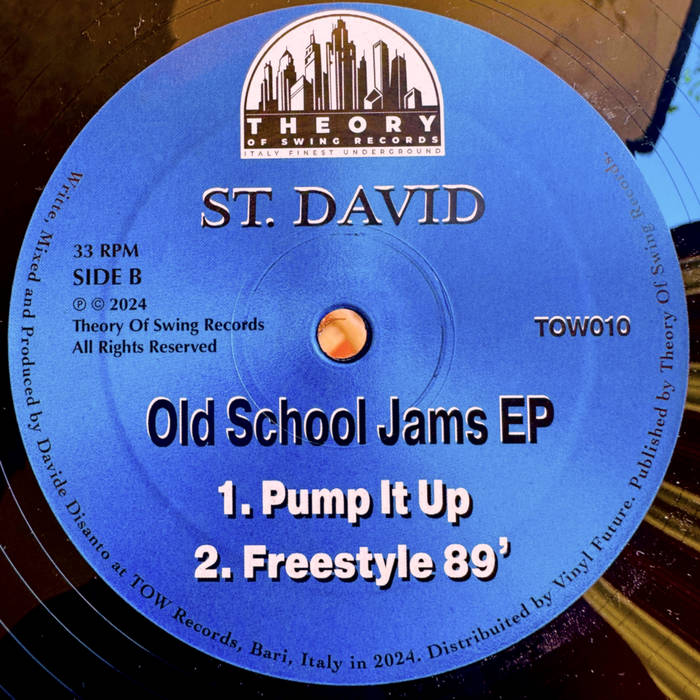 THEORY
OF SWING RECORDS
ITALY FINEST UNDERGROUND
ST. DAVID
33 RPM
SIDE B
℗ © 2024
Theory Of Swing Records
All Rights Reserved
TOW010
Old School Jams EP
1. Pump It Up
2. Freestyle 89’
Writte, Mixed and Produced by Davide Disanto at TOW Records, Bari, Italy in 2024. Distribuited by Vinyl Future. Published by Theory Of Swing Records.